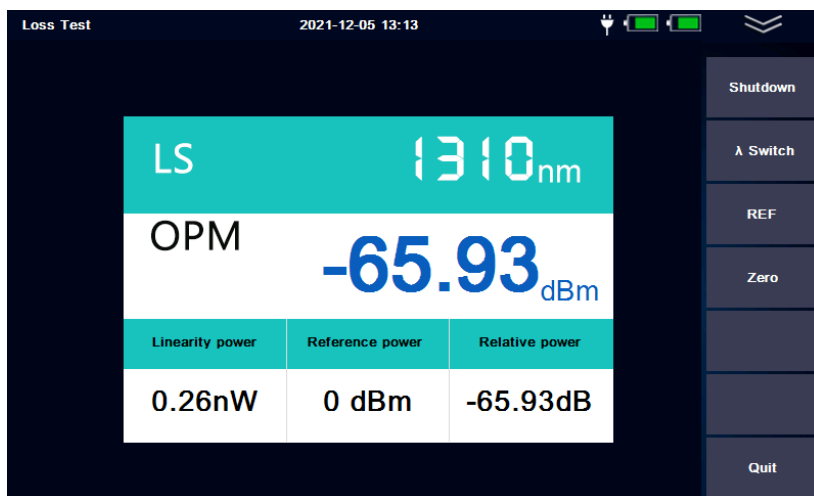 Loss Test 2021-12-05 13:13
Shutdown
LS 1310nm
λ Switch
REF
OPM
-65.93dBm
Zero
Linearity power Reference power Relative power
0.26nW 0 dBm -65.93dB
Quit